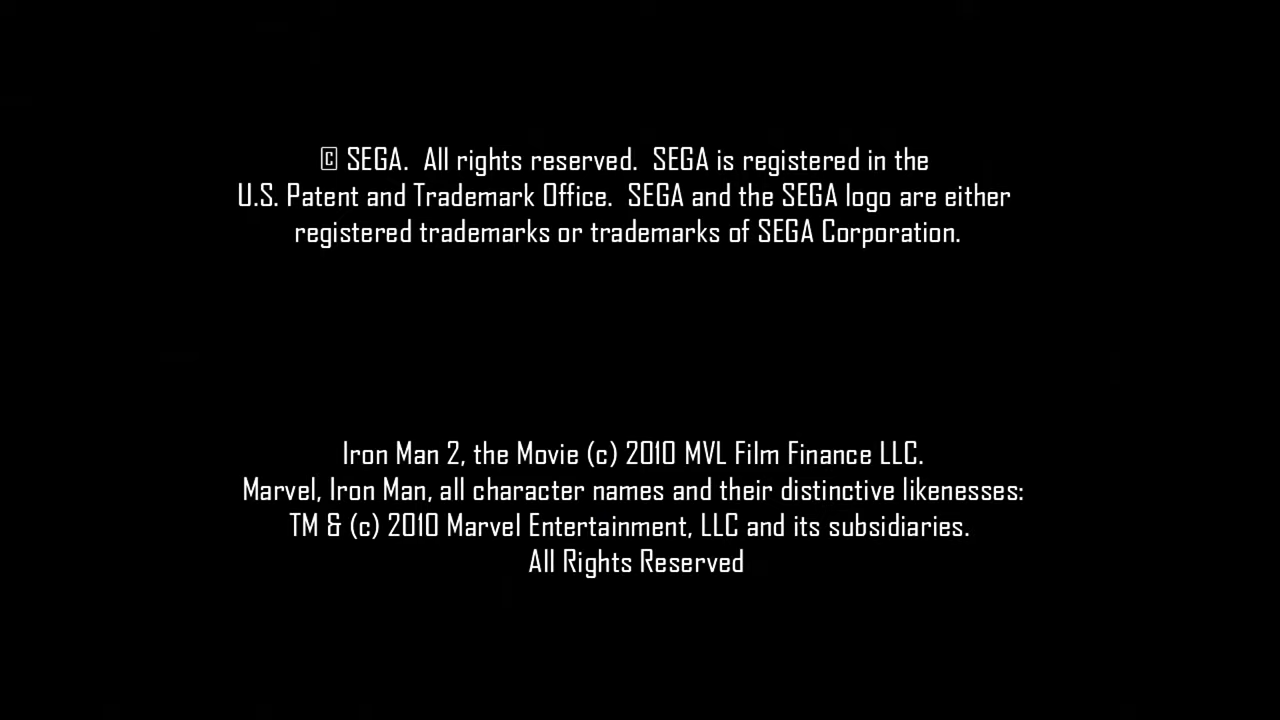 © SEGA.  All rights reserved.  SEGA is registered in the
U.S. Patent and Trademark Office.  SEGA and the SEGA logo are either
registered trademarks or trademarks of SEGA Corporation.
Iron Man 2, the Movie (c) 2010 MVL Film Finance LLC.
Marvel, Iron Man, all character names and their distinctive likenesses:
TM & (c) 2010 Marvel Entertainment, LLC and its subsidiaries.
All Rights Reserved